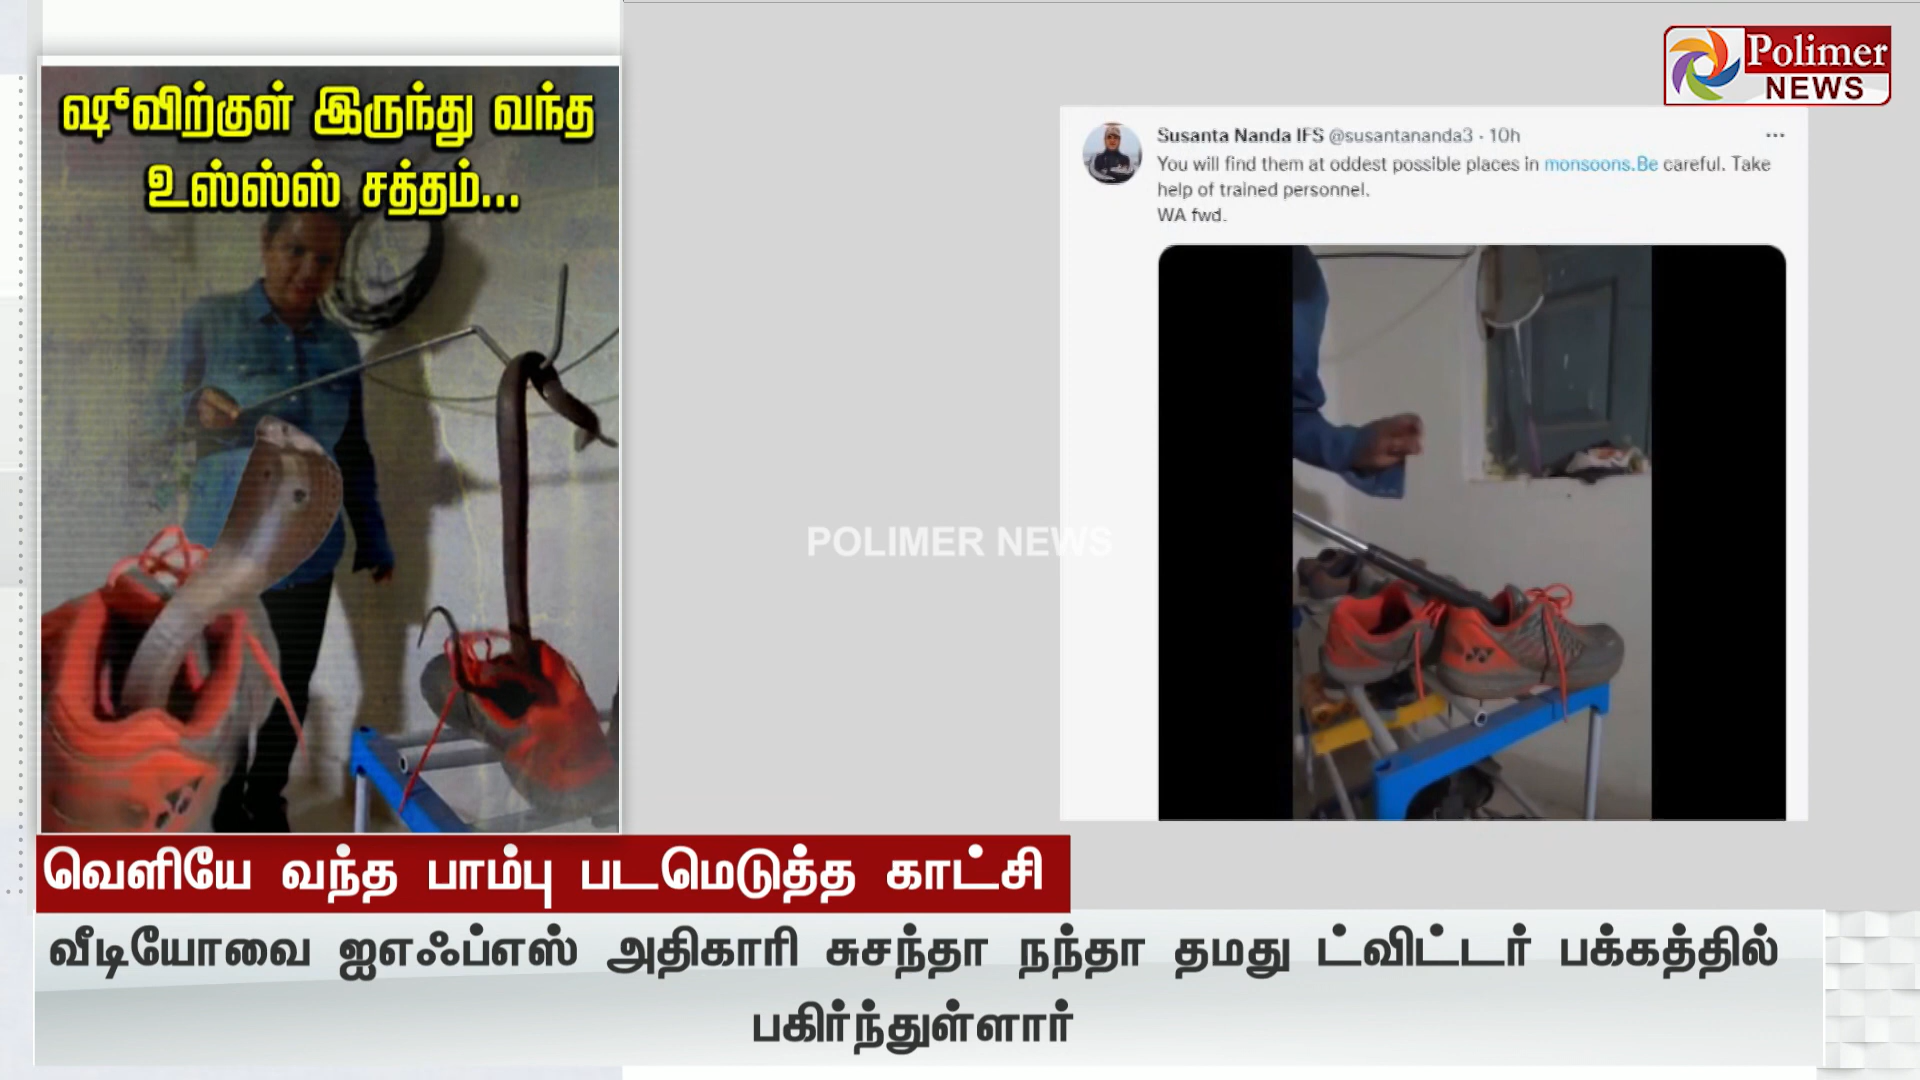 ஷூவிற்குள் இருந்து வந்த
உஸ்ஸ்ஸ் சத்தம்...
Polimer
NEWS
Susanta Nanda IFS @susantananda3 · 10h
You will find them at oddest possible places in monsoons.Be careful. Take
help of trained personnel.
WA fwd.
POLIMER NEWS
வெளியே வந்த பாம்பு படமெடுத்த காட்சி
வீடியோவை ஐஎஃப்எஸ் அதிகாரி சுசந்தா நந்தா தமது ட்விட்டர் பக்கத்தில்
பகிர்ந்துள்ளார்